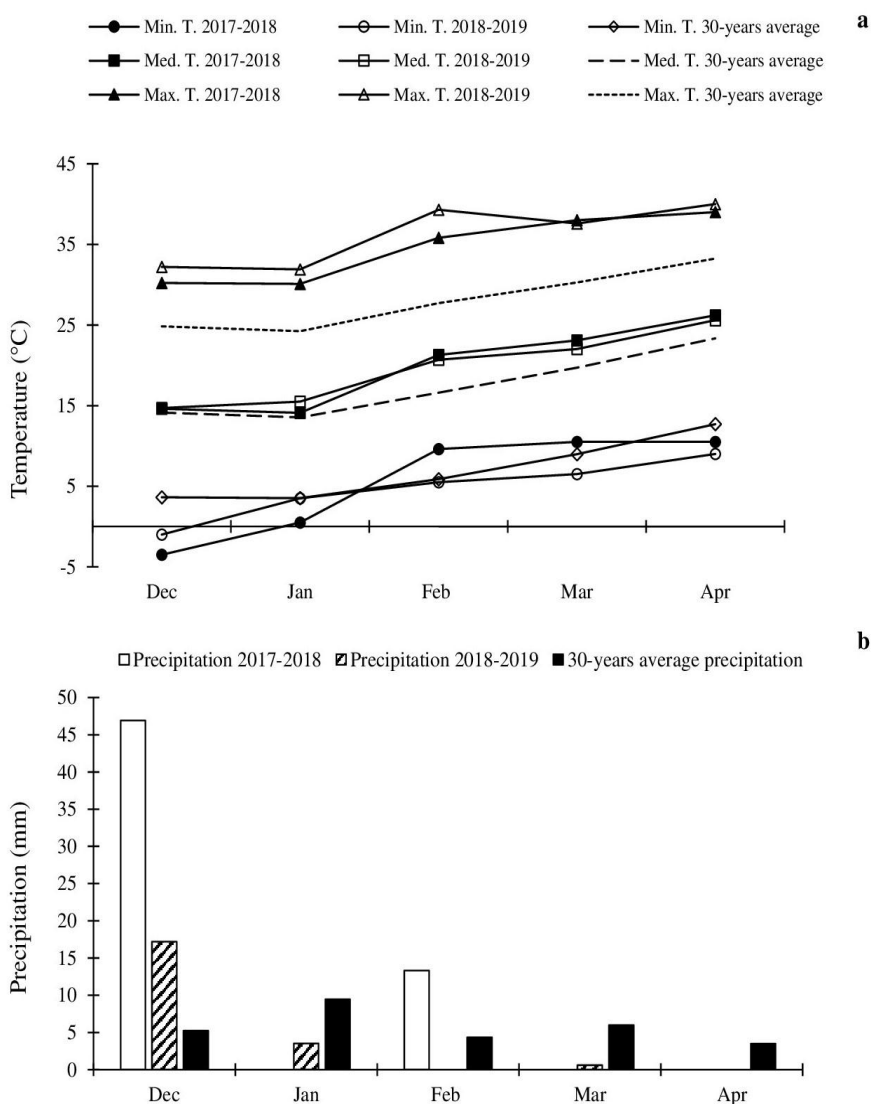 Min. T. 2017-2018 Min. T. 2018-2019 Min. T. 30-years average a
Med. T. 2017-2018 Med. T. 2018-2019 Med. T. 30-years average
Max. T. 2017-2018 Max. T. 2018-2019 Max. T. 30-years average
45
35
25
15
5
-5
Temperature (°C)
Dec Jan Feb Mar Apr
b
Precipitation 2017-2018 Precipitation 2018-2019 30-years average precipitation
50
45
40
35
30
25
20
15
10
5
0
Precipitation (mm)
Dec Jan Feb Mar Apr